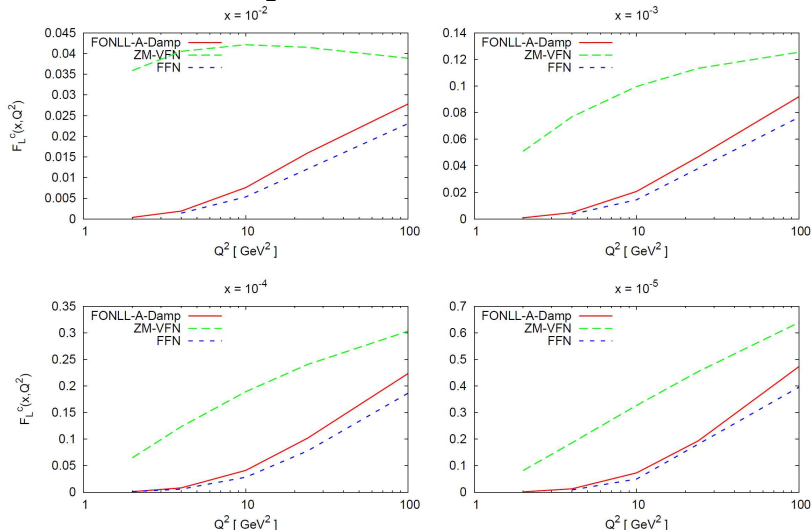 x = 10⁻²
0.045
0.04
0.035
0.03
0.025
0.02
0.015
0.01
0.005
0
FONLL-A-Damp
ZM-VFN
FFN
F_L^c(x,Q²)
1
10
100
Q² [ GeV² ]
x = 10⁻³
0.14
0.12
0.1
0.08
0.06
0.04
0.02
0
FONLL-A-Damp
ZM-VFN
FFN
1
10
100
Q² [ GeV² ]
x = 10⁻⁴
0.35
0.3
0.25
0.2
0.15
0.1
0.05
0
FONLL-A-Damp
ZM-VFN
FFN
F_L^c(x,Q²)
1
10
100
Q² [ GeV² ]
x = 10⁻⁵
0.7
0.6
0.5
0.4
0.3
0.2
0.1
0
FONLL-A-Damp
ZM-VFN
FFN
1
10
100
Q² [ GeV² ]